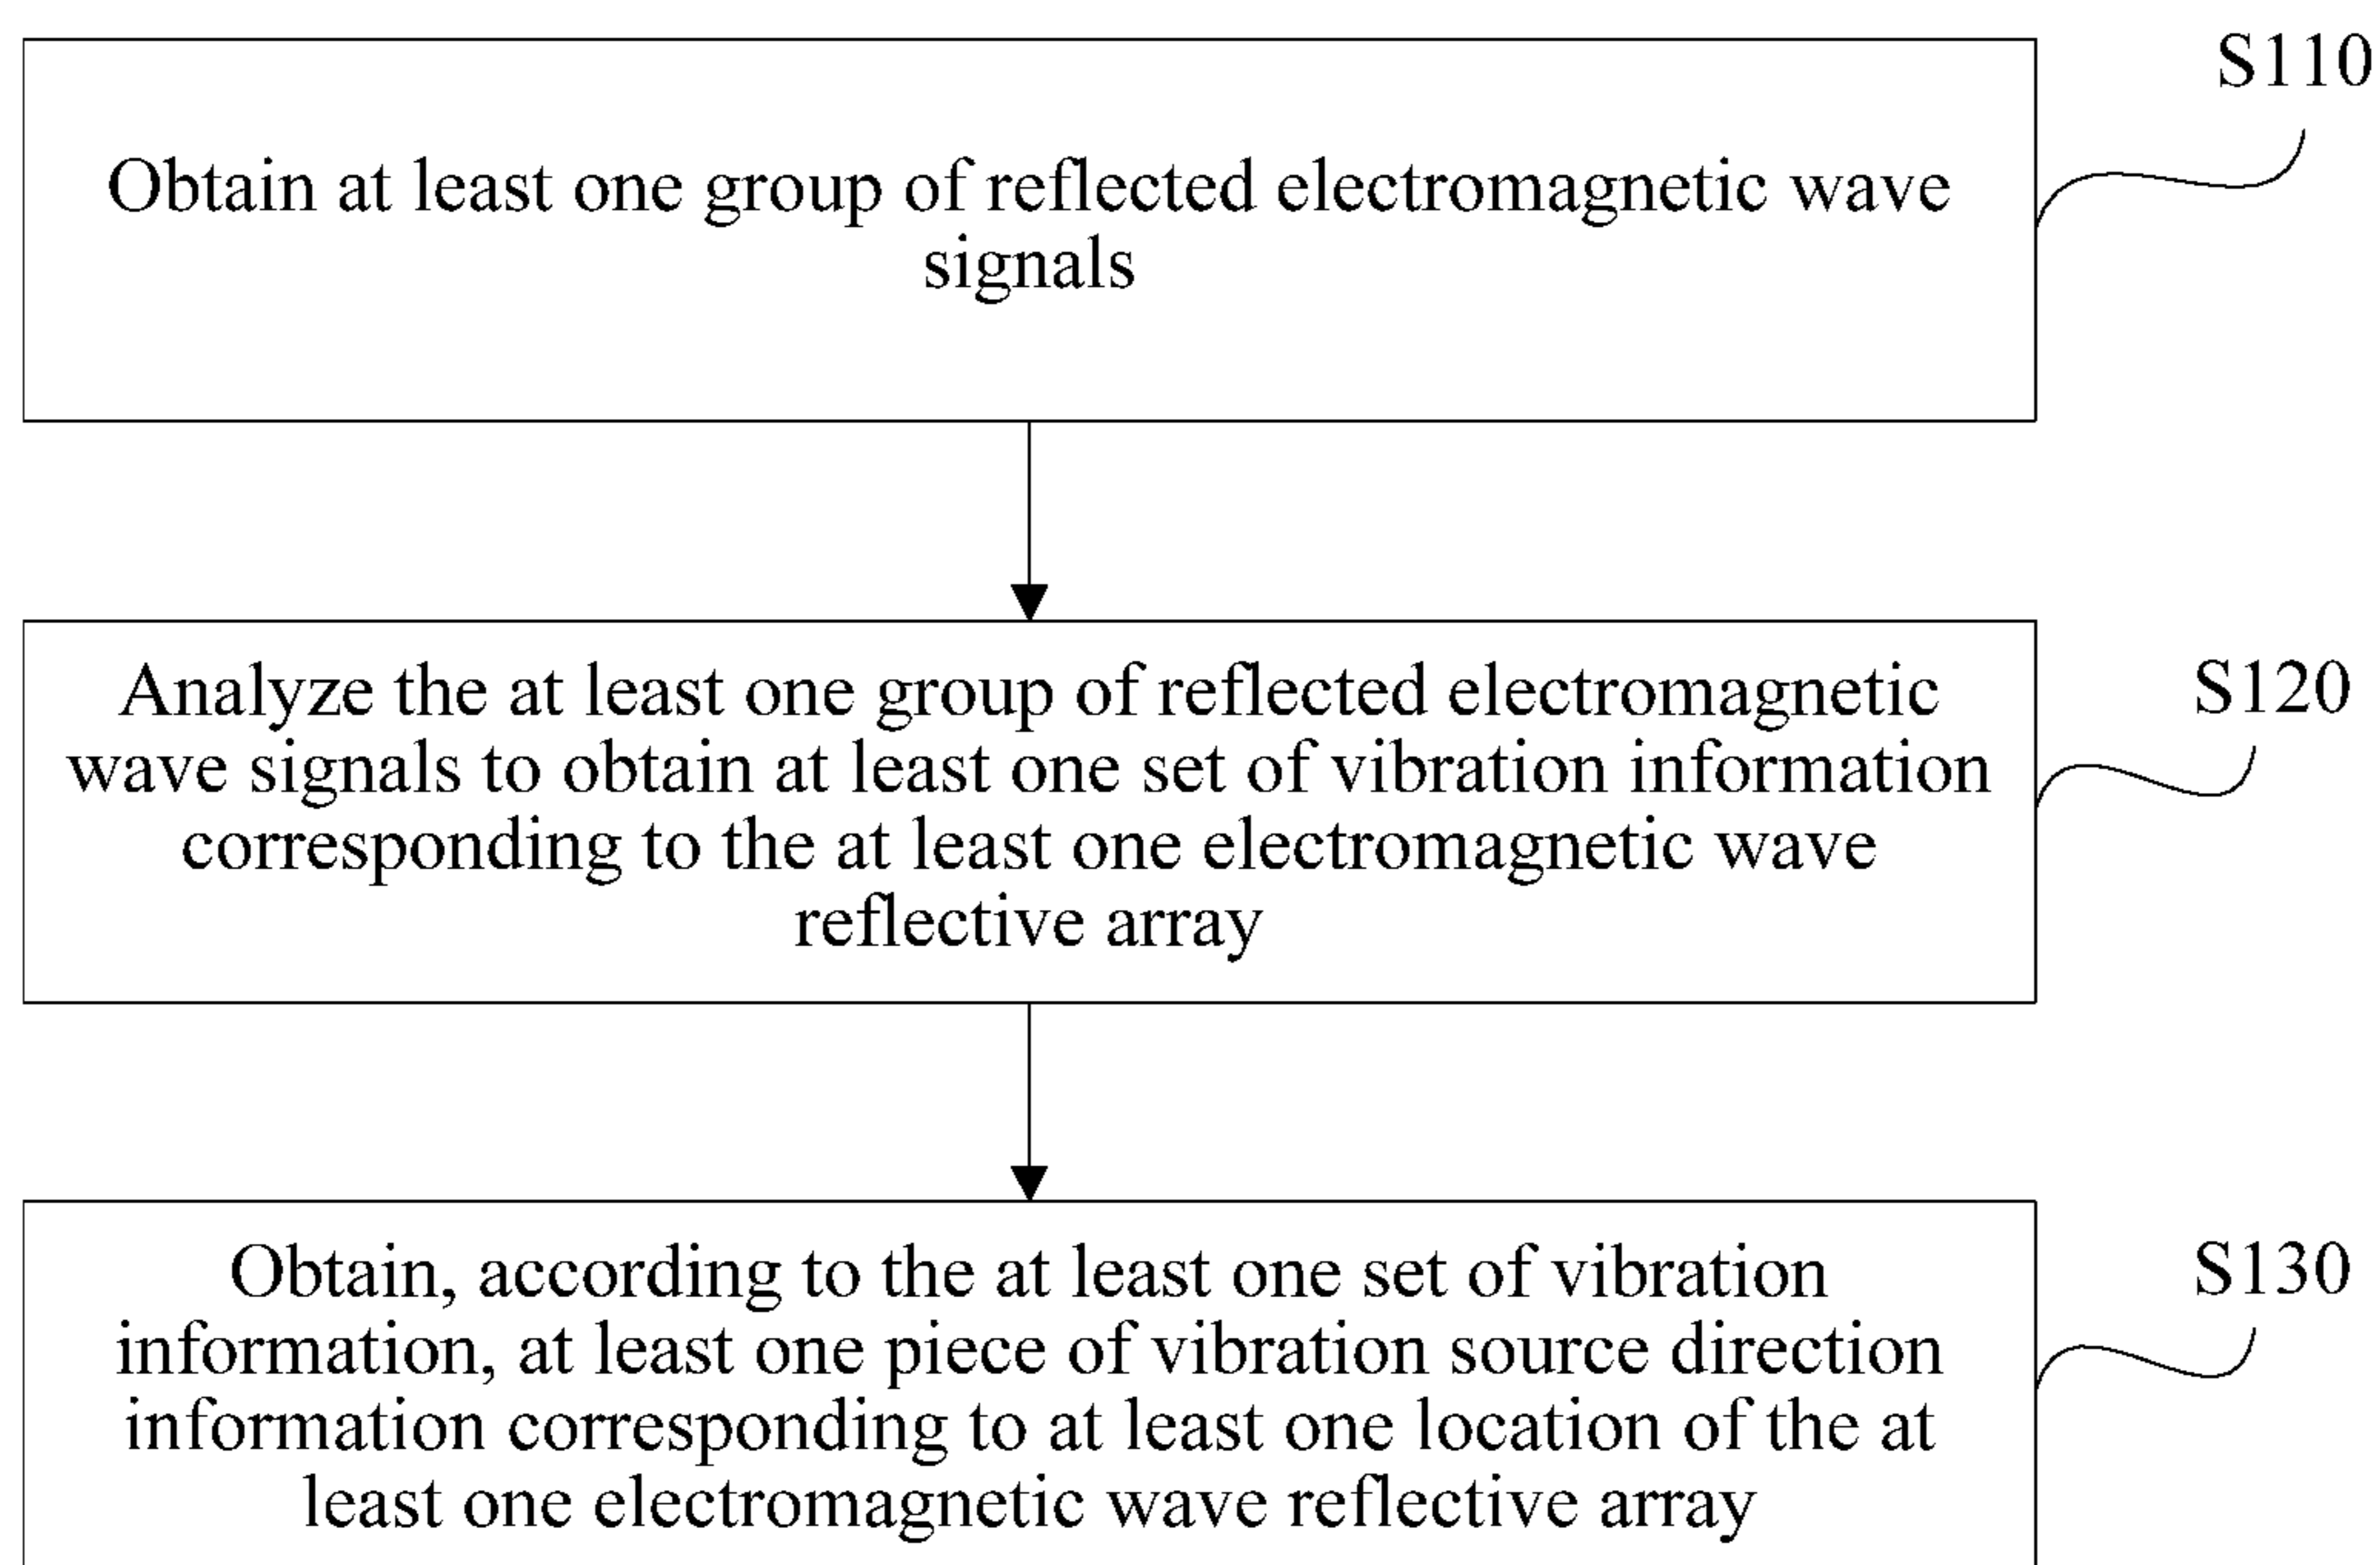 S110
Obtain at least one group of reflected electromagnetic wave
signals
Analyze the at least one group of reflected electromagnetic
wave signals to obtain at least one set of vibration information
corresponding to the at least one electromagnetic wave
reflective array
S120
Obtain, according to the at least one set of vibration
information, at least one piece of vibration source direction
information corresponding to at least one location of the at
least one electromagnetic wave reflective array
S130